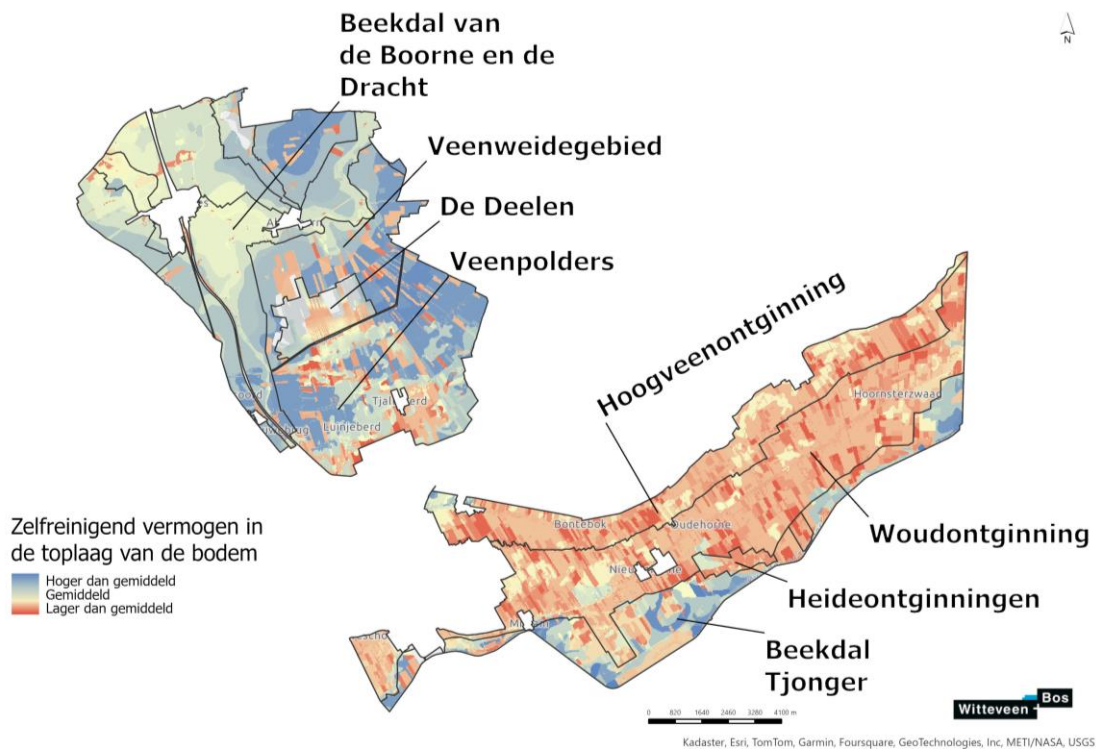 Beekdal van
de Boorne en de
Dracht
N
Veenweidegebied
De Deelen
Veenpolders
Hoogveenontginning
Hoornsterzwaag
Luinjeberd
Bontebok
Oudehorne
Woudontginning
Heideontginningen
Beekdal
Tjonger
Zelfreinigend vermogen in
de toplaag van de bodem
Hoger dan gemiddeld
Gemiddeld
Lager dan gemiddeld
0 820 1640 2460 3280 4100 m
Witteveen + Bos
Kadaster, Esri, TomTom, Garmin, Foursquare, GeoTechnologies, Inc, METI/NASA, USGS